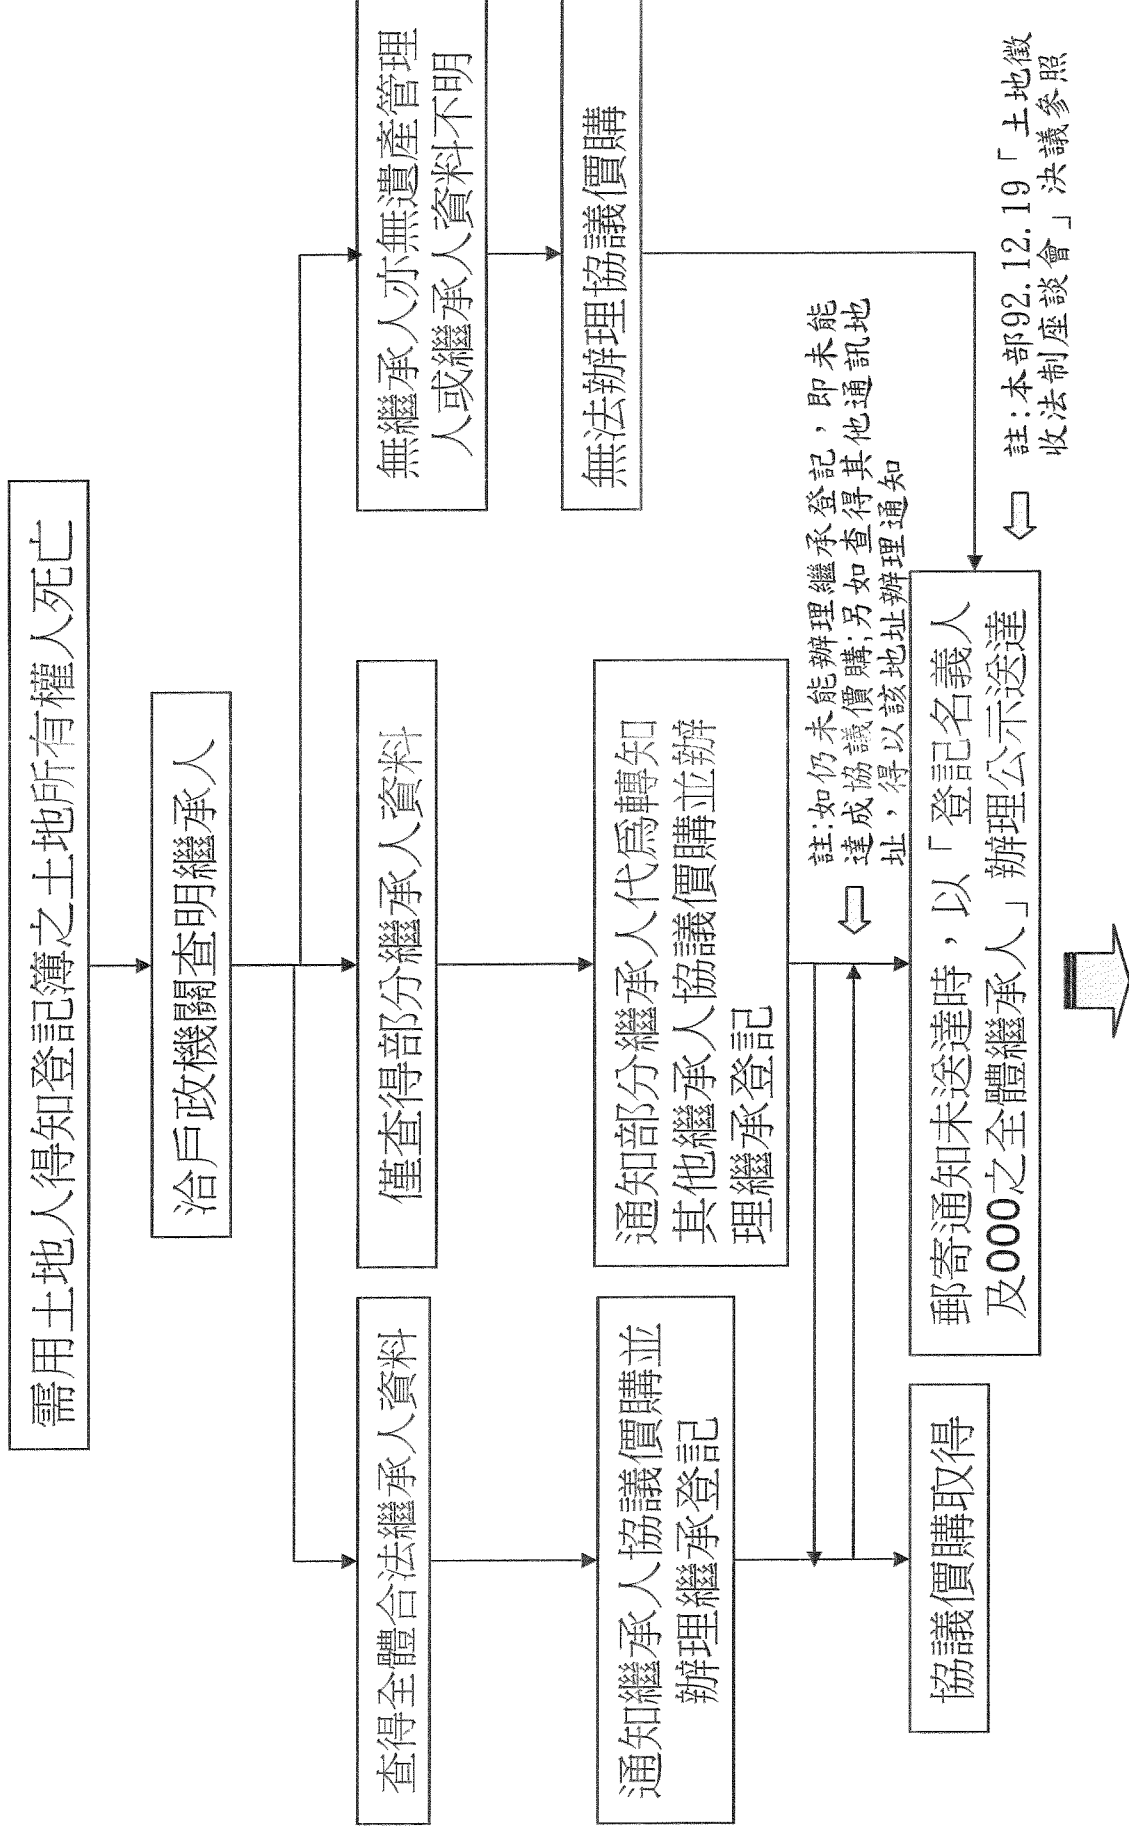 需用土地人得知登記簿之土地所有權人死亡
洽戶政機關查明繼承人
查得全體合法繼承人資料
僅查得部分繼承人資料
無繼承人亦無遺產管理
人或繼承人資料不明
通知繼承人協議價購並
辦理繼承登記
通知部分繼承人代為轉知
其他繼承人協議價購並辦
理繼承登記
無法辦理協議價購
註:如仍未能辦理繼承登記，即未能
達成協議價購;另如查得其他通訊地
址，得以該地址辦理通知
協議價購取得
郵寄通知未送達時，以「登記名義人
及000之全體繼承人」辦理公示送達
註:本部92.12.19「土地徵
收法制座談會」決議參照